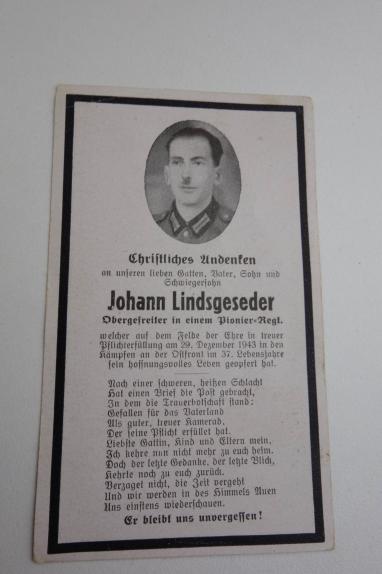 Christliches Andenken
an unseren lieben Gatten, Vater, Sohn und
Schwiegersohn
Johann Lindsgeseder
Obergefreiter in einem Pionier-Regt.
welcher auf dem Felde der Ehre in treuer
Pflichterfüllung am 29. Dezember 1943 in den
Kämpfen an der Ostfront im 37. Lebensjahre
sein hoffnungsvolles Leben geopfert hat.
Nach einer schweren, heißen Schlacht
Hat einen Brief die Post gebracht,
In dem die Trauerbotschaft stand:
Gefallen für das Vaterland
Als guter, treuer Kamerad,
Der seine Pflicht erfüllet hat.
Liebste Gattin, Kind und Eltern mein,
Ich kehre nun nicht mehr zu euch heim.
Doch der letzte Gedanke, der letzte Blick,
Kehrte noch zu euch zurück.
Verzaget nicht, die Zeit vergeht
Und wir werden in des Himmels Auen
Uns einstens wiederschauen.
Er bleibt uns unvergessen!